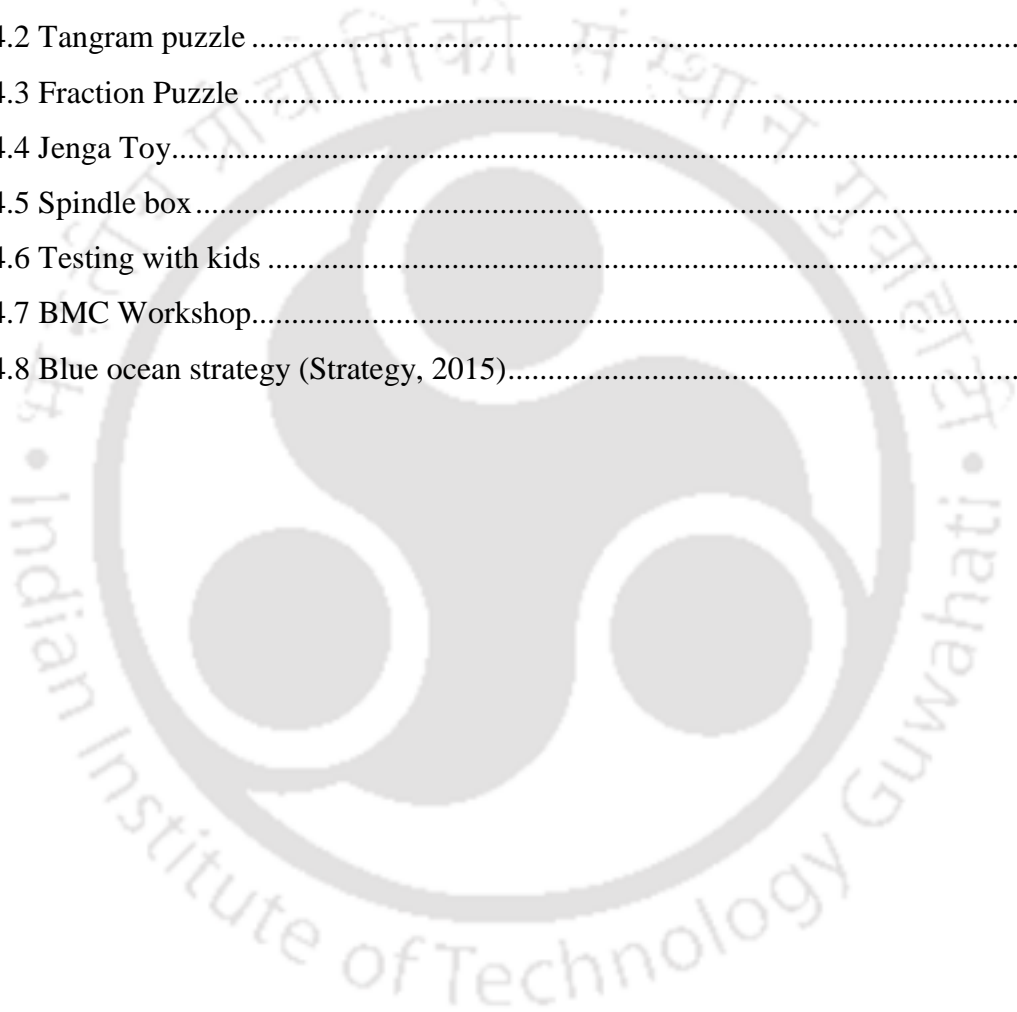 4.2 Tangram puzzle ....................................................................................................
4.3 Fraction Puzzle .....................................................................................................
4.4 Jenga Toy..............................................................................................................
4.5 Spindle box ...........................................................................................................
4.6 Testing with kids ..................................................................................................
4.7 BMC Workshop....................................................................................................
4.8 Blue ocean strategy (Strategy, 2015)....................................................................
• Indian Institute of Technology Guwahati •